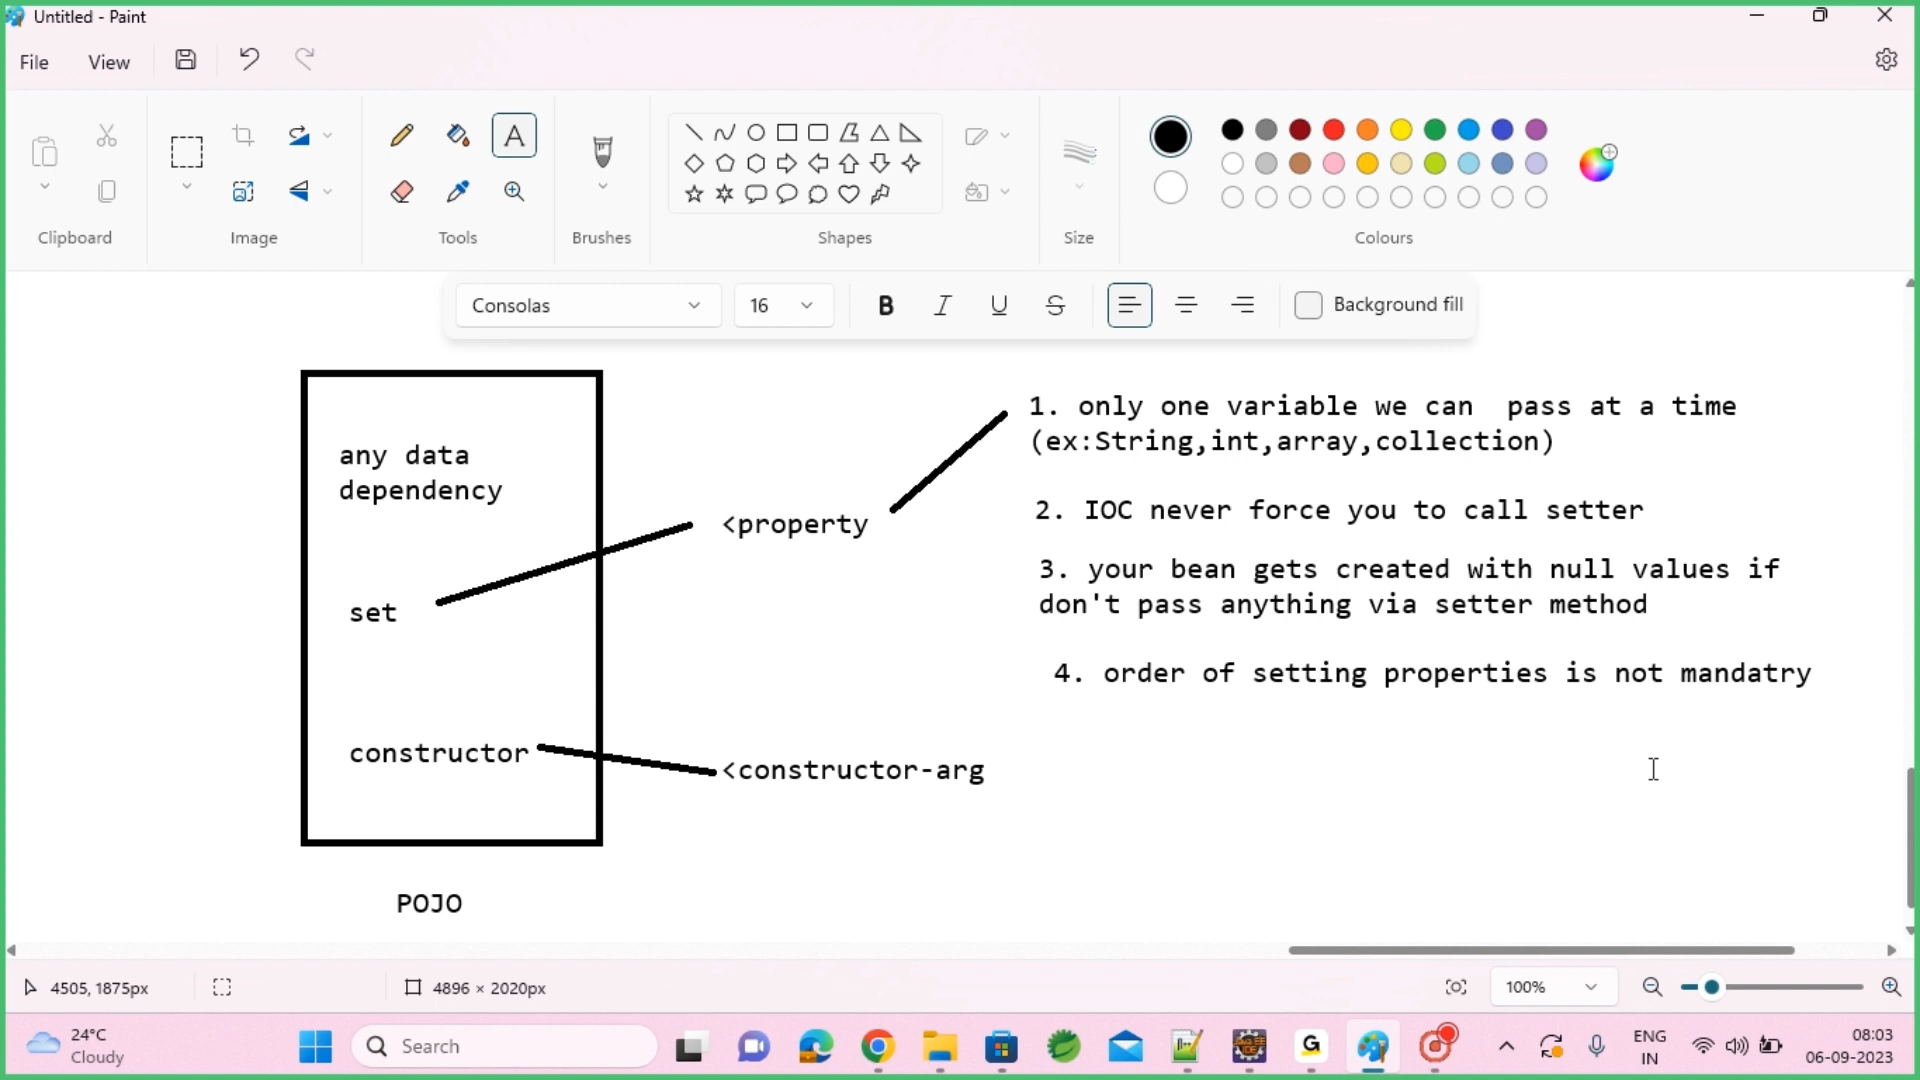 Untitled - Paint
File View
Clipboard
Image
Tools
Brushes
Shapes
Size
Colours
Consolas
16
B I U S
Background fill
any data
dependency
set
constructor
POJO
<property
<constructor-arg
1. only one variable we can  pass at a time
(ex:String,int,array,collection)
2. IOC never force you to call setter
3. your bean gets created with null values if
don't pass anything via setter method
4. order of setting properties is not mandatry
4505, 1875px
4896 × 2020px
100%
24°C
Cloudy
Search
ENG
IN
08:03
06-09-2023